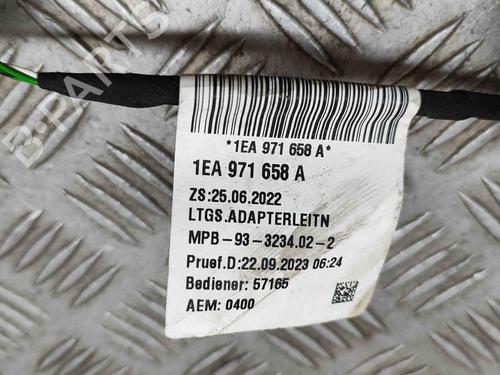 B-PARTS
*1EA 971 658 A*
1EA 971 658 A
ZS:25.06.2022
LTGS.ADAPTERLEITN
MPB-93-3234.02-2
Pruef.D:22.09.2023 06:24
Bediener: 57165
AEM: 0400